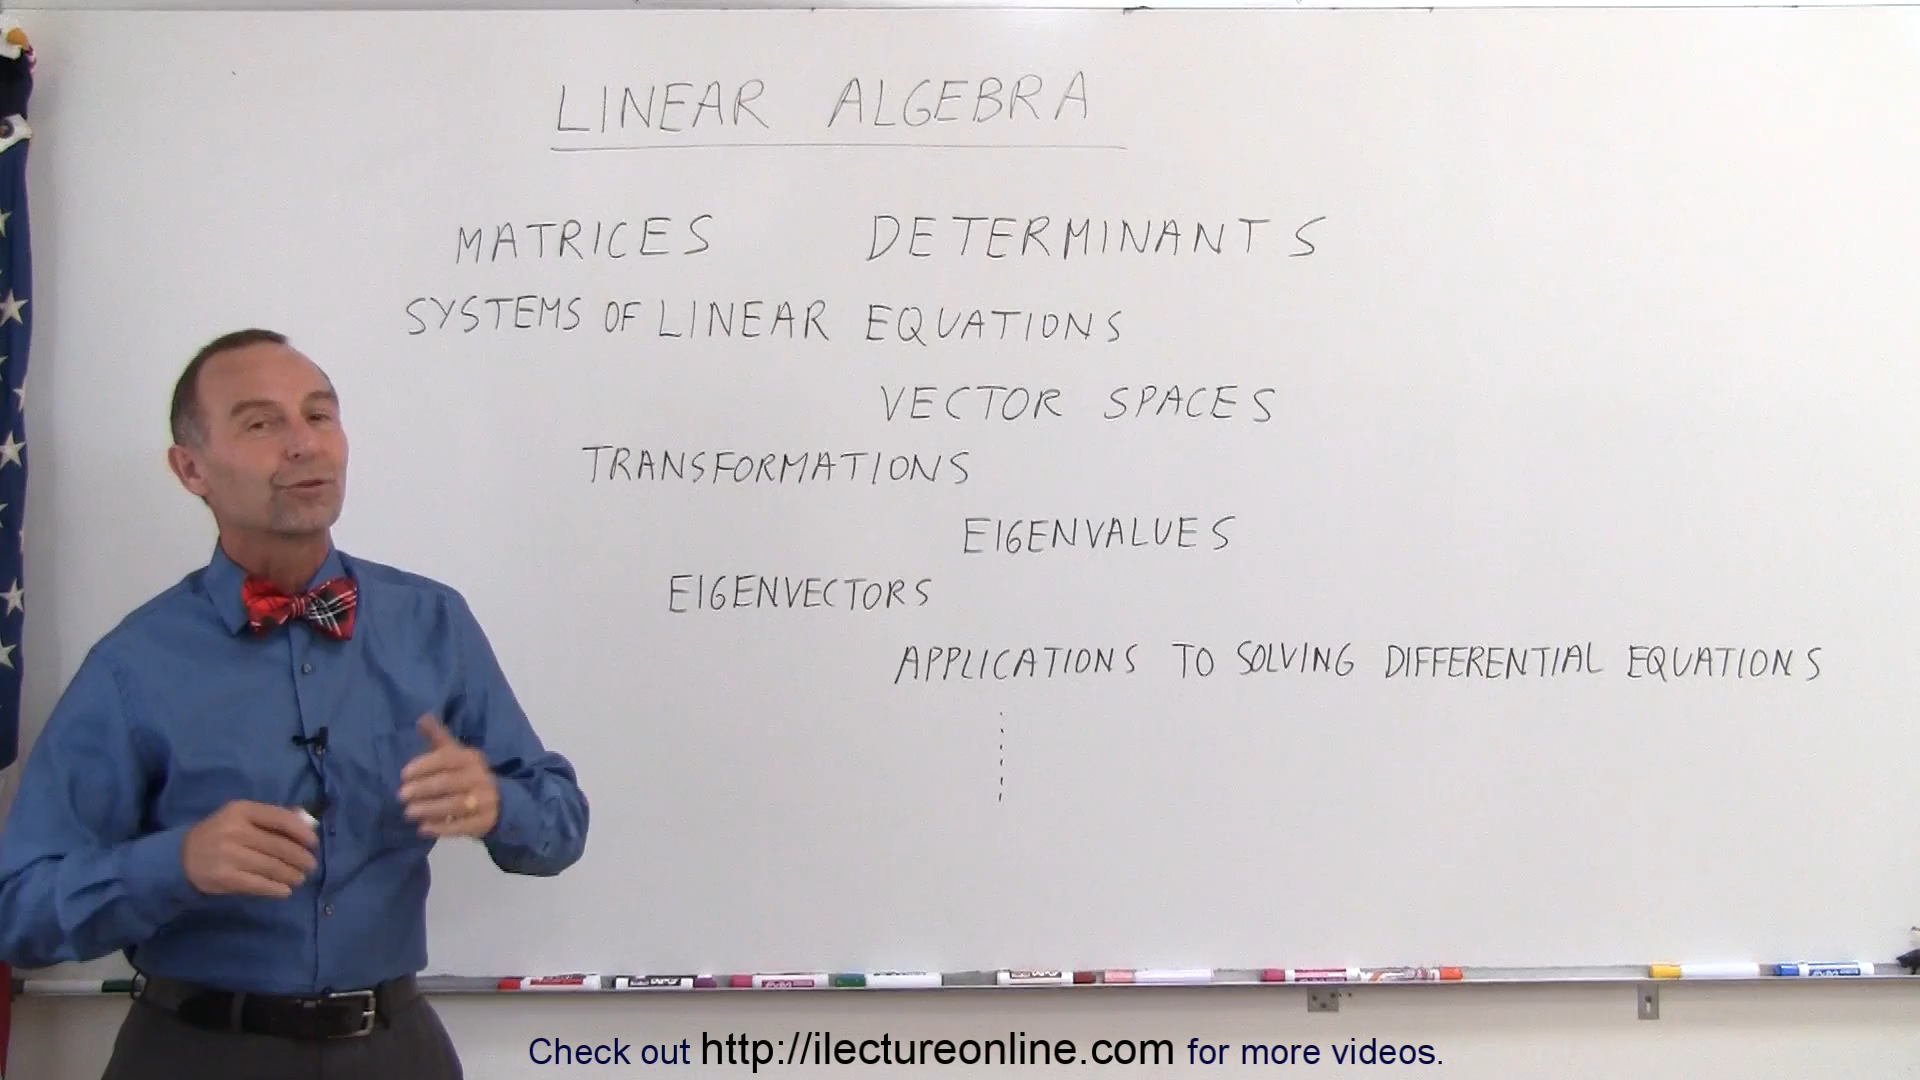 LINEAR ALGEBRA
MATRICES DETERMINANTS
SYSTEMS OF LINEAR EQUATIONS
VECTOR SPACES
TRANSFORMATIONS
EIGENVALUES
EIGENVECTORS
APPLICATIONS TO SOLVING DIFFERENTIAL EQUATIONS
Check out http://ilectureonline.com for more videos.